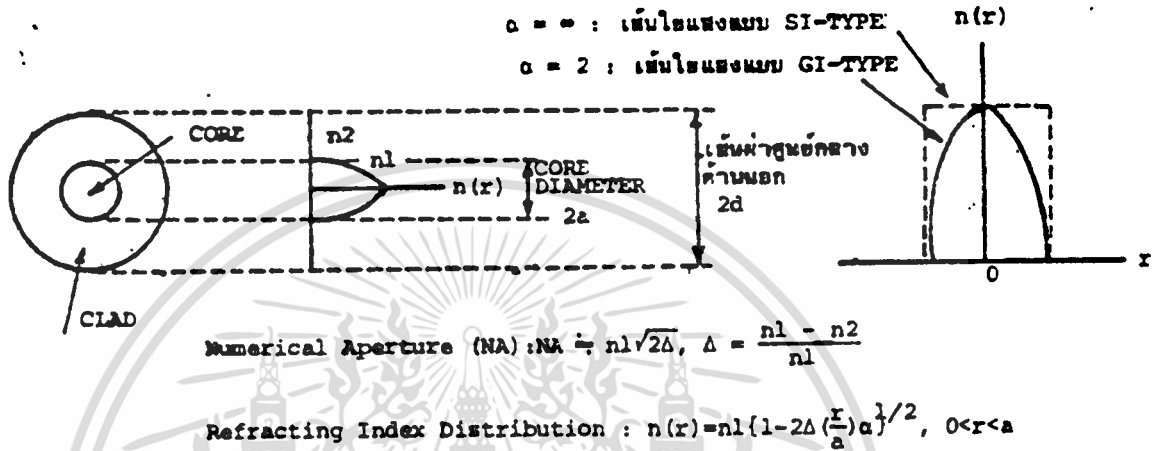 α = ∞ : เส้นใยแสงแบบ SI-TYPE
α = 2 : เส้นใยแสงแบบ GI-TYPE
n(r)
CORE
n2
n1
n(r)
CORE
DIAMETER
2a
เส้นผ่าศูนย์กลาง
ด้านนอก
2d
r
0
CLAD
Numerical Aperture (NA) :NA ≒ n1√2Δ, Δ = n1 - n2 / n1
Refracting Index Distribution : n(r)=n1{1-2Δ(r/a)α}1/2, 0<r<a